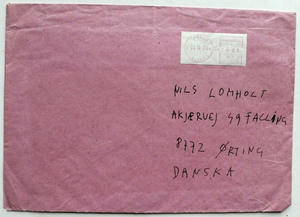 NILS LOMHOLT
AKJÆRVEJ 49 FALLING
8772 ØRTING
DANSKA